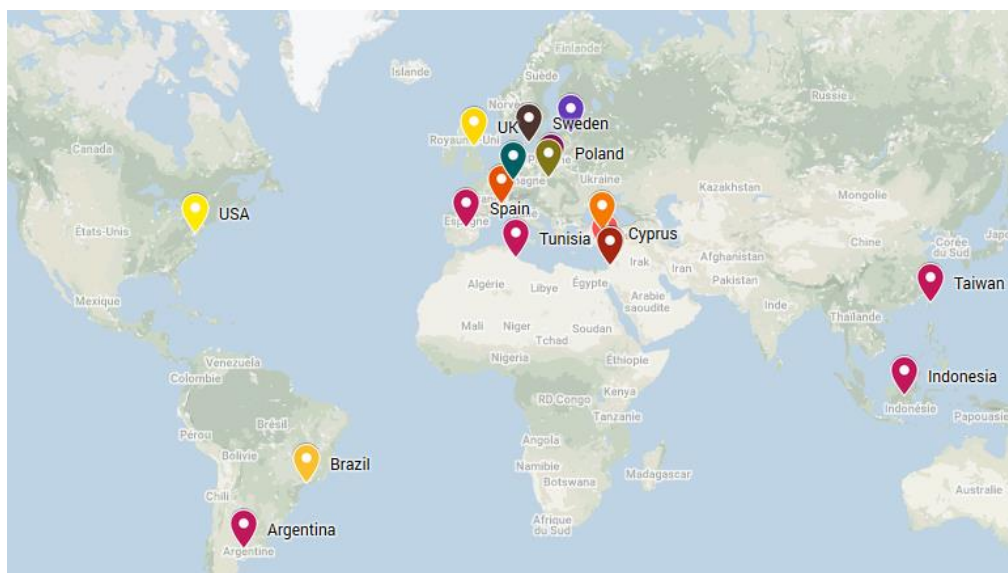 Islande
Finlande
Suède
Norve
Russie
Canada
UK
Sweden
Royaume-Uni
Poland
Ukraine
Kazakhstan
Mongolie
USA
États-Unis
Spain
Espagne
Tunisia
Cyprus
Chine
Corée
du Sud
Afghanistan
Irak
Iran
Pakistan
Algérie
Libye
Égypte
Arabie
saoudite
Inde
Taiwan
Mexique
Mali
Niger
Tchad
Soudan
Thaïlande
Nigeria
Éthiopie
Venezuela
Colombie
RD Congo
Kenya
Indonesia
Indonésie
Tanzanie
Pérou
Brésil
Angola
Bolivie
Brazil
Namibie
Botswana
Madagascar
Australie
Chili
Afrique
du Sud
Argentina
Argentine